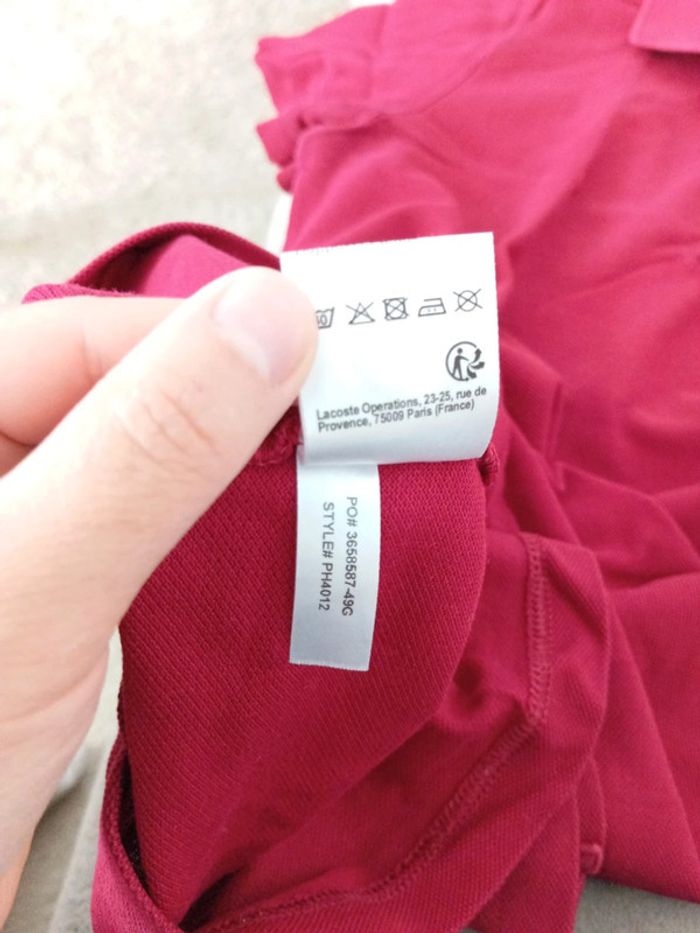 Lacoste Operations, 23-25, rue de
Provence, 75009 Paris (France)
PO# 3658587-49G
STYLE# PH4012